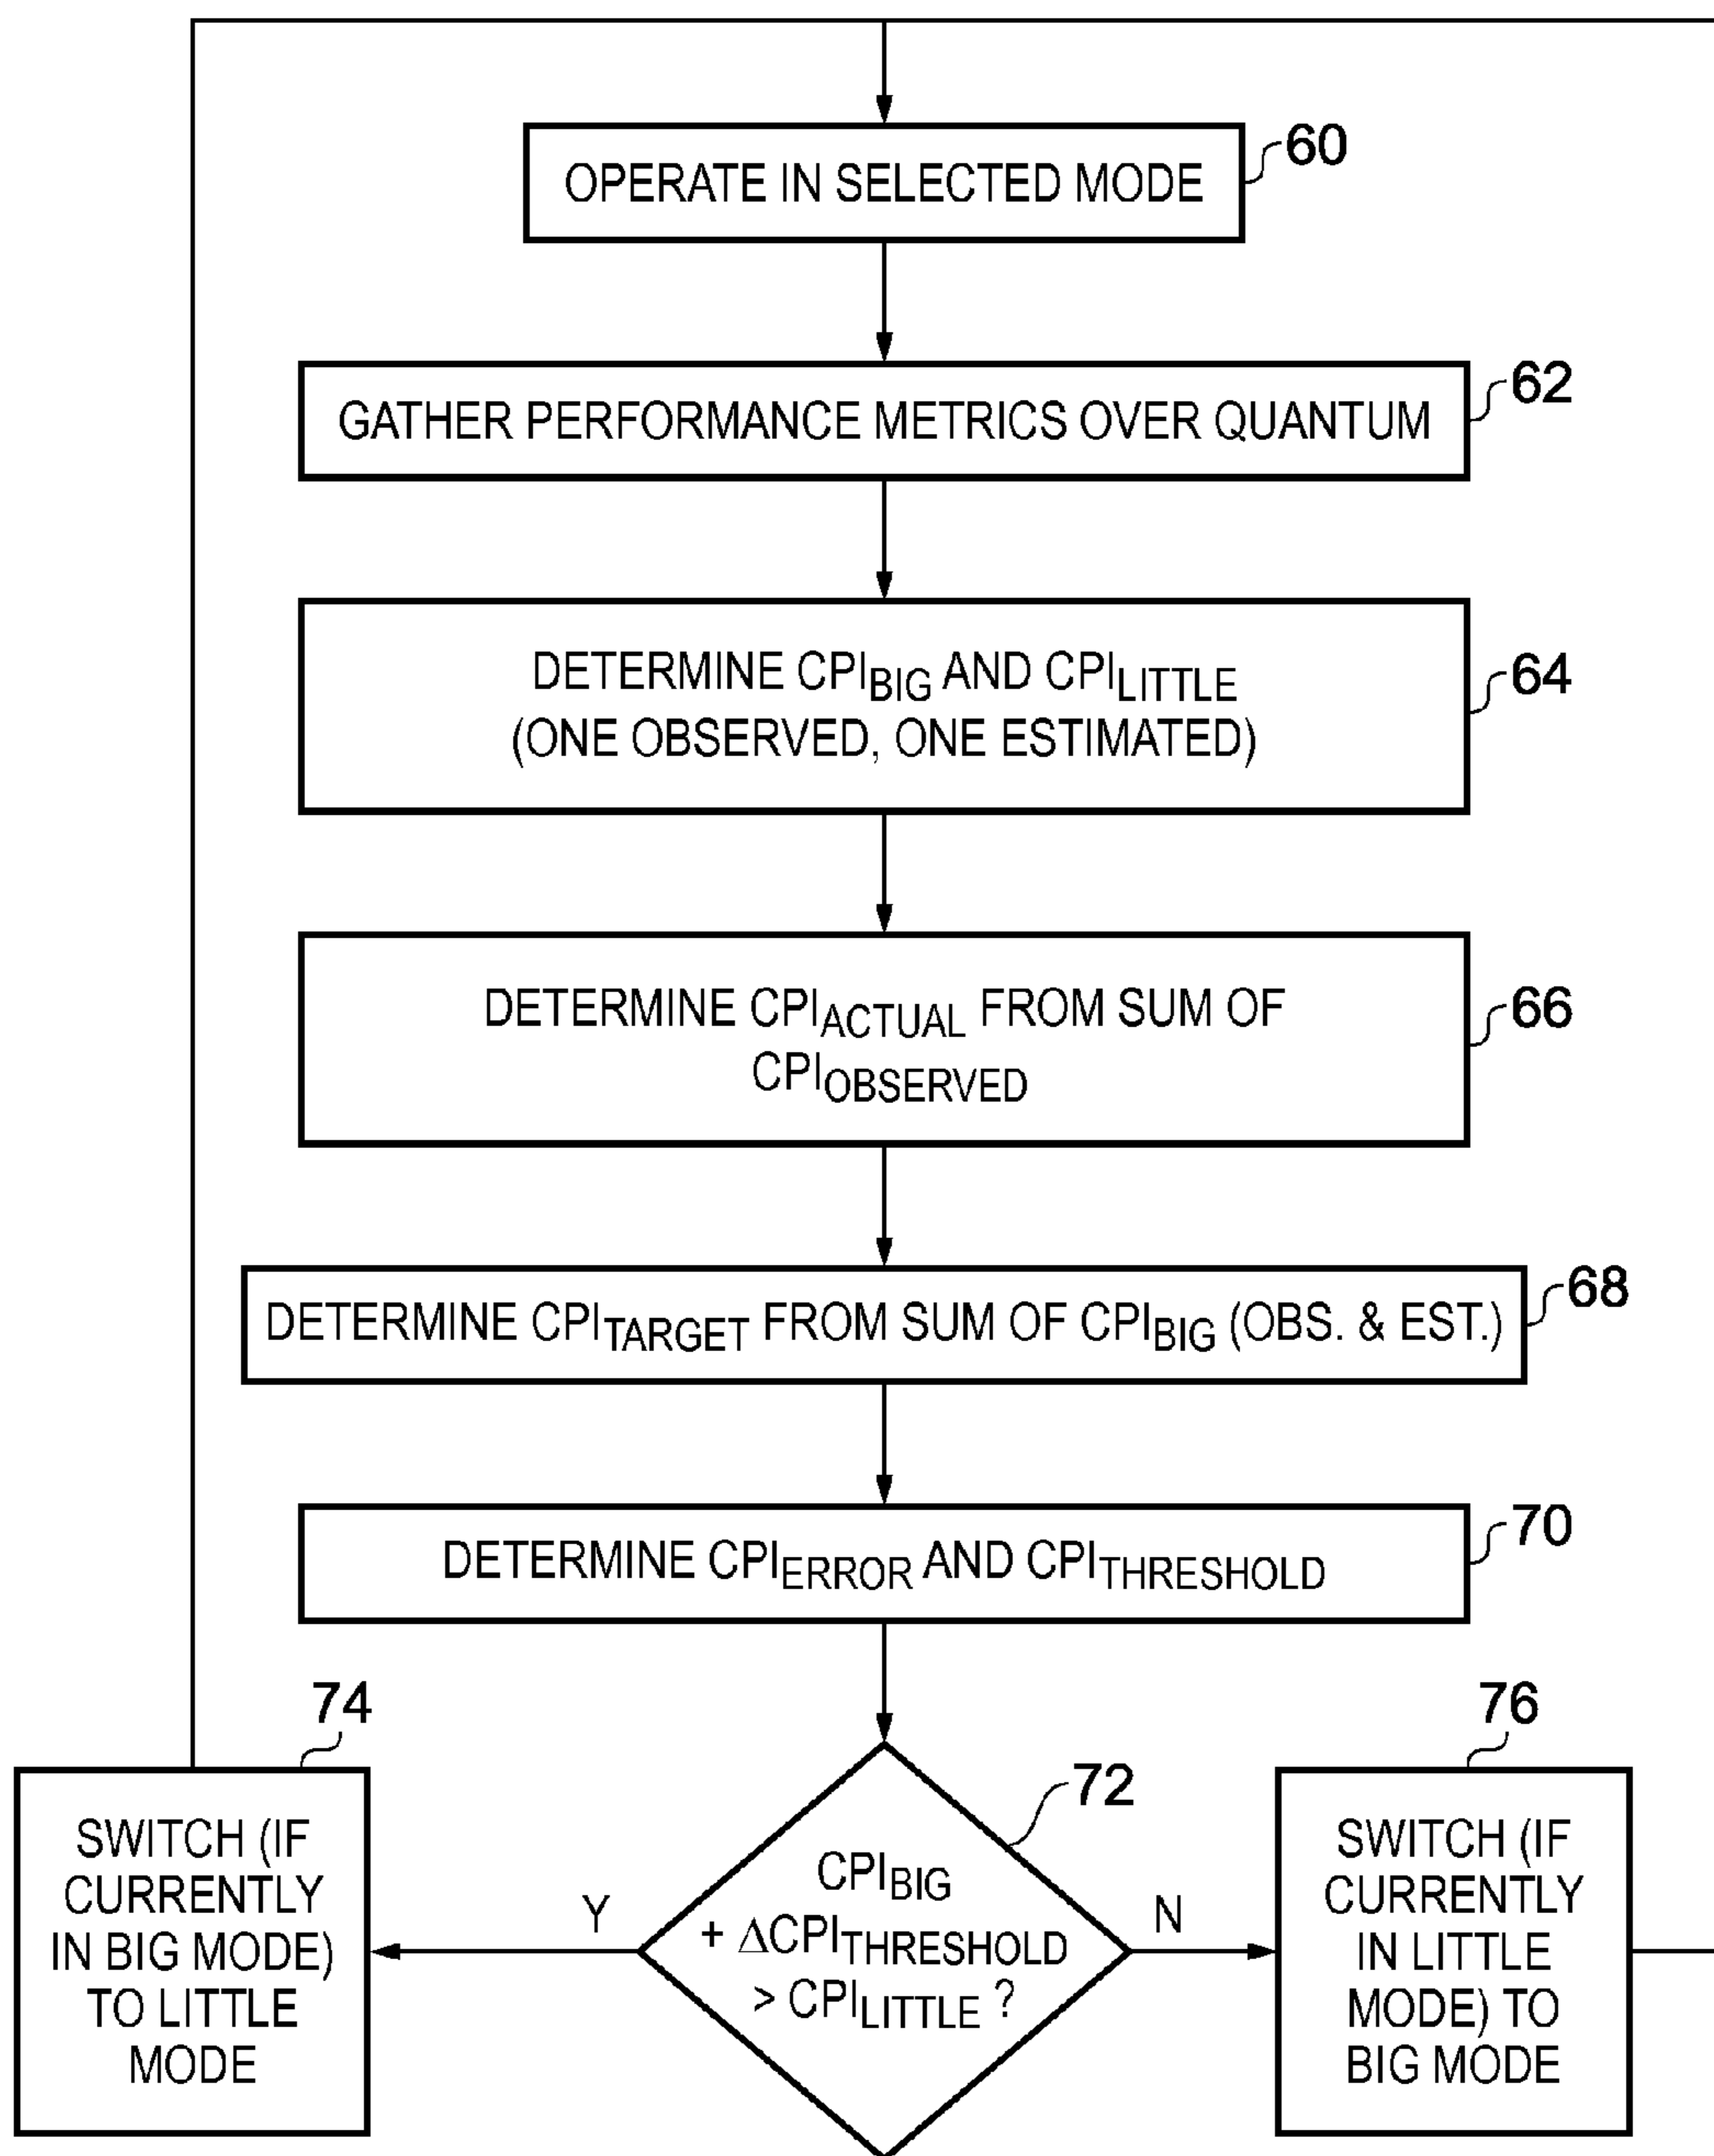 OPERATE IN SELECTED MODE
60
GATHER PERFORMANCE METRICS OVER QUANTUM
62
DETERMINE CPIBIG AND CPILITTLE
(ONE OBSERVED, ONE ESTIMATED)
64
DETERMINE CPIACTUAL FROM SUM OF
CPIOBSERVED
66
DETERMINE CPITARGET FROM SUM OF CPIBIG (OBS. & EST.)
68
DETERMINE CPIERROR AND CPITHRESHOLD
70
74
SWITCH (IF
CURRENTLY
IN BIG MODE)
TO LITTLE
MODE
Y
72
CPIBIG
+ ΔCPITHRESHOLD
> CPILITTLE ?
N
76
SWITCH (IF
CURRENTLY
IN LITTLE
MODE) TO
BIG MODE